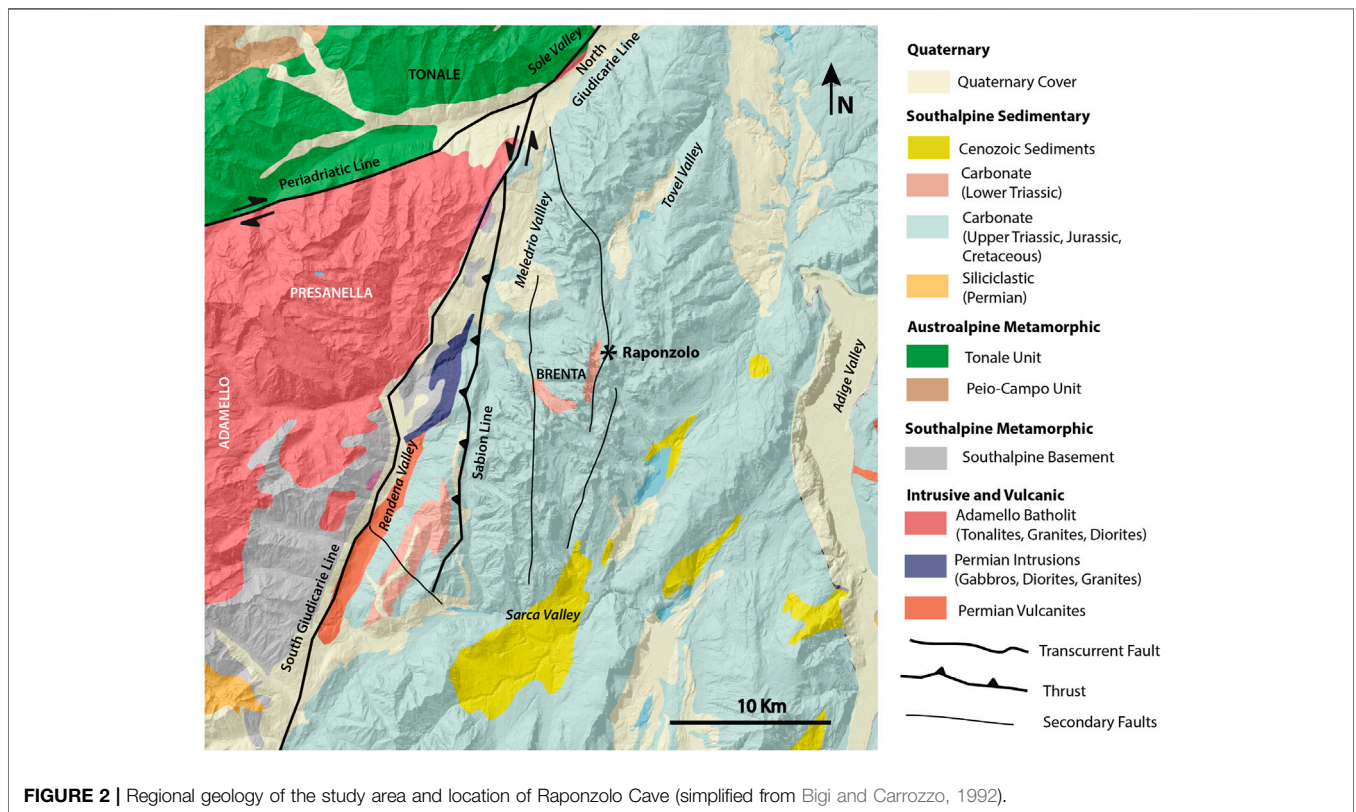 TONALE
Sole Valley
North
Giudicarie Line
N
Periadriatic Line
Meledrio Vallley
Tovel Valley
PRESANELLA
Raponzolo
BRENTA
Adige Valley
ADAMELLO
Sabion Line
Rendena Valley
South Giudicarie Line
Sarca Valley
10 Km
Quaternary
Quaternary Cover
Southalpine Sedimentary
Cenozoic Sediments
Carbonate
(Lower Triassic)
Carbonate
(Upper Triassic, Jurassic,
Cretaceous)
Siliciclastic
(Permian)
Austroalpine Metamorphic
Tonale Unit
Peio-Campo Unit
Southalpine Metamorphic
Southalpine Basement
Intrusive and Vulcanic
Adamello Batholit
(Tonalites, Granites, Diorites)
Permian Intrusions
(Gabbros, Diorites, Granites)
Permian Vulcanites
Transcurrent Fault
Thrust
Secondary Faults
FIGURE 2 | Regional geology of the study area and location of Raponzolo Cave (simplified from Bigi and Carrozzo, 1992).